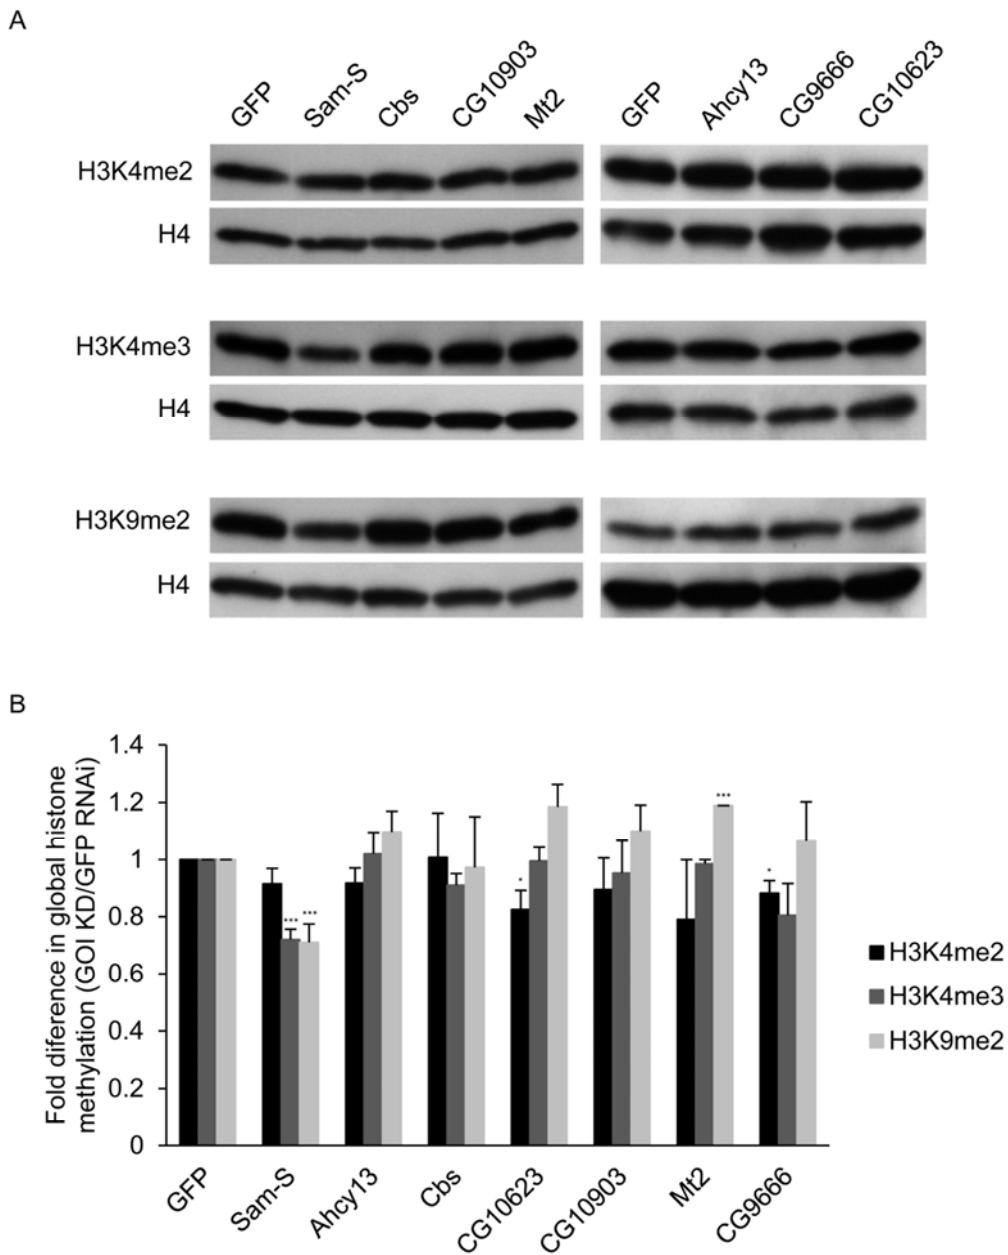 A
GFP Sam-S Cbs CG10903 Mt2 GFP Ahcy13 CG9666 CG10623
H3K4me2
H4
H3K4me3
H4
H3K9me2
H4
B
Fold diference in global histone
methylation (GOI KD/GFP RNAi)
1.4
1.2
1
0.8
0.6
0.4
0.2
0
*** *** * *** *
GFP Sam-S Ahcy13 Cbs CG10623 CG10903 Mt2 CG9666
H3K4me2
H3K4me3
H3K9me2